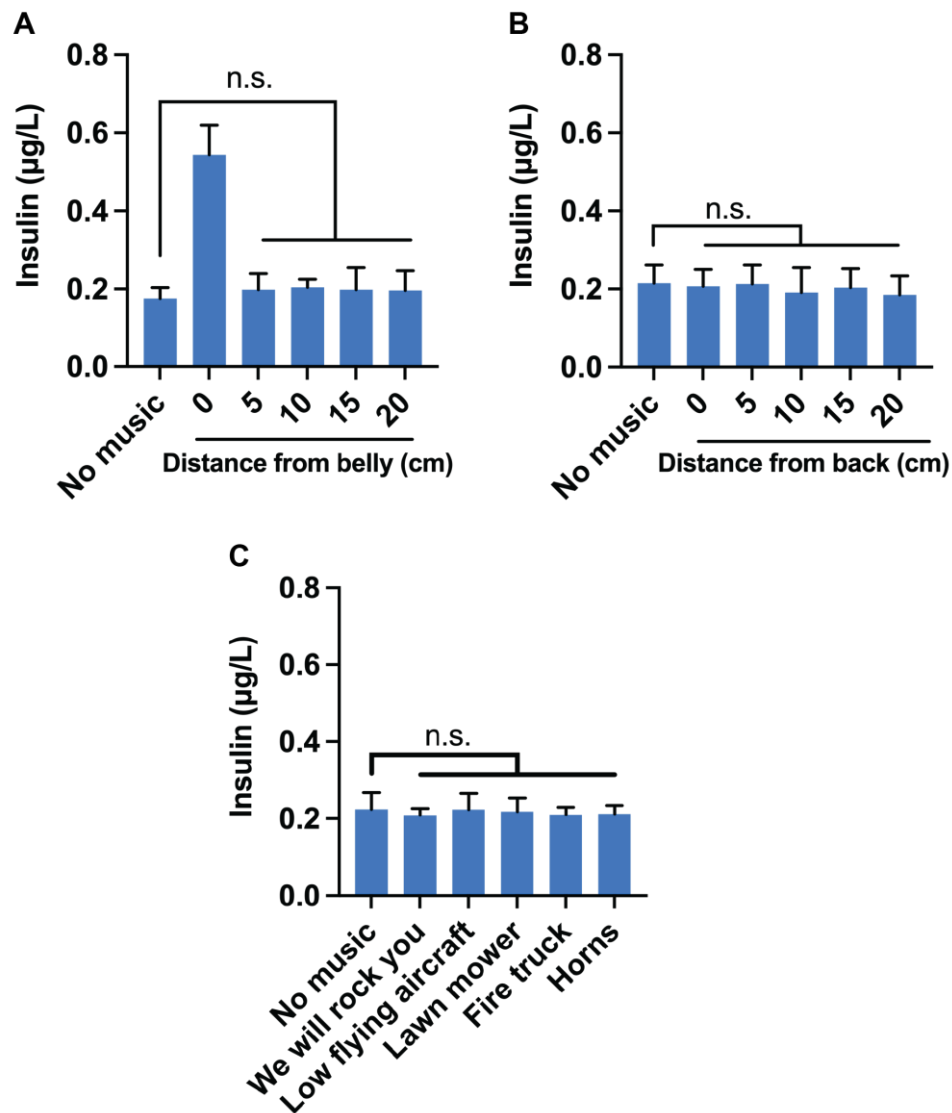 A
Insulin (µg/L)
0.8
0.6
0.4
0.2
0.0
n.s.
No music
0
5
10
15
20
Distance from belly (cm)
B
Insulin (µg/L)
0.8
0.6
0.4
0.2
0.0
n.s.
No music
0
5
10
15
20
Distance from back (cm)
C
Insulin (µg/L)
0.8
0.6
0.4
0.2
0.0
n.s.
No music
We will rock you
Low flying aircraft
Lawn mower
Fire truck
Horns